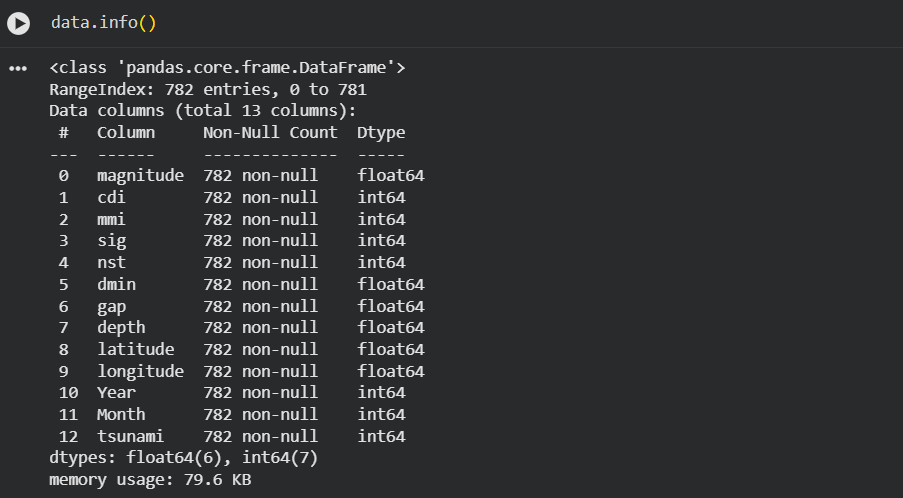 data.info()
<class 'pandas.core.frame.DataFrame'>
RangeIndex: 782 entries, 0 to 781
Data columns (total 13 columns):
 #   Column     Non-Null Count  Dtype
---  ------     --------------  -----
 0   magnitude  782 non-null    float64
 1   cdi        782 non-null    int64
 2   mmi        782 non-null    int64
 3   sig        782 non-null    int64
 4   nst        782 non-null    int64
 5   dmin       782 non-null    float64
 6   gap        782 non-null    float64
 7   depth      782 non-null    float64
 8   latitude   782 non-null    float64
 9   longitude  782 non-null    float64
 10  Year       782 non-null    int64
 11  Month      782 non-null    int64
 12  tsunami    782 non-null    int64
dtypes: float64(6), int64(7)
memory usage: 79.6 KB